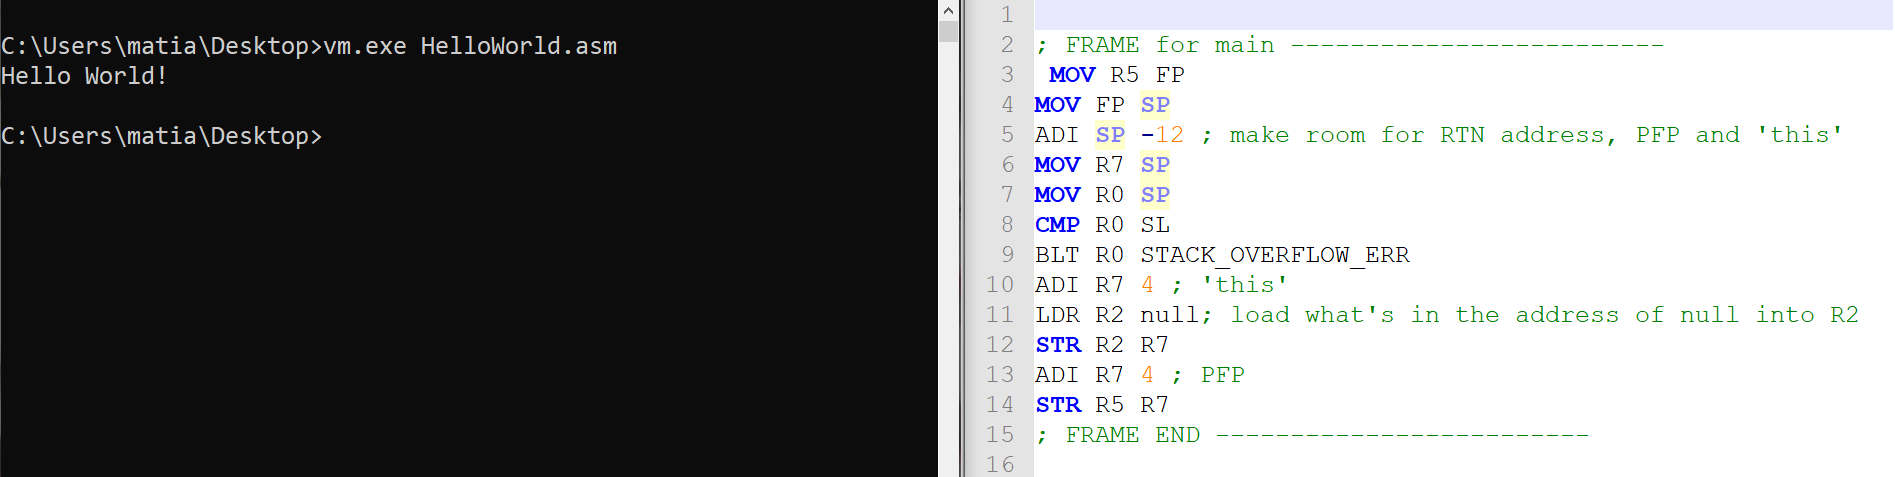 C:\Users\matia\Desktop>vm.exe HelloWorld.asm
Hello World!
C:\Users\matia\Desktop>
1
2 ; FRAME for main -------------------------
3 MOV R5 FP
4 MOV FP SP
5 ADI SP -12 ; make room for RTN address, PFP and 'this'
6 MOV R7 SP
7 MOV R0 SP
8 CMP R0 SL
9 BLT R0 STACK_OVERFLOW_ERR
10 ADI R7 4 ; 'this'
11 LDR R2 null; load what's in the address of null into R2
12 STR R2 R7
13 ADI R7 4 ; PFP
14 STR R5 R7
15 ; FRAME END -------------------------
16